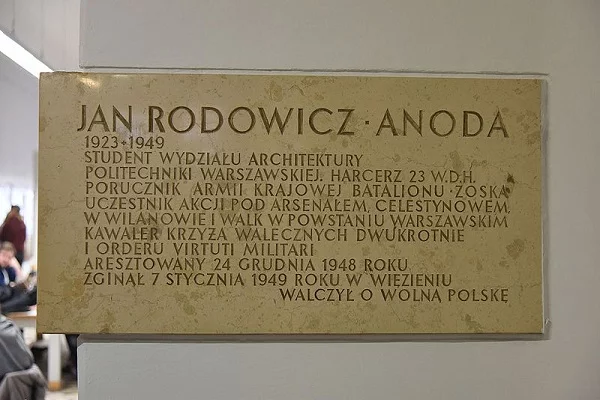 JAN RODOWICZ · ANODA
1923 + 1949
STUDENT WYDZIAŁU ARCHITEKTURY
POLITECHNIKI WARSZAWSKIEJ. HARCERZ 23 W.D.H.
PORUCZNIK ARMII KRAJOWEJ BATALIONU · ZOŚKA
UCZESTNIK AKCJI POD ARSENAŁEM, CELESTYNOWEM,
W WILANOWIE I WALK W POWSTANIU WARSZAWSKIM
KAWALER KRZYŻA WALECZNYCH DWUKROTNIE
I ORDERU VIRTUTI MILITARI
ARESZTOWANY 24 GRUDNIA 1948 ROKU
ZGINĄŁ 7 STYCZNIA 1949 ROKU W WIĘZIENIU
WALCZYŁ O WOLNĄ POLSKĘ